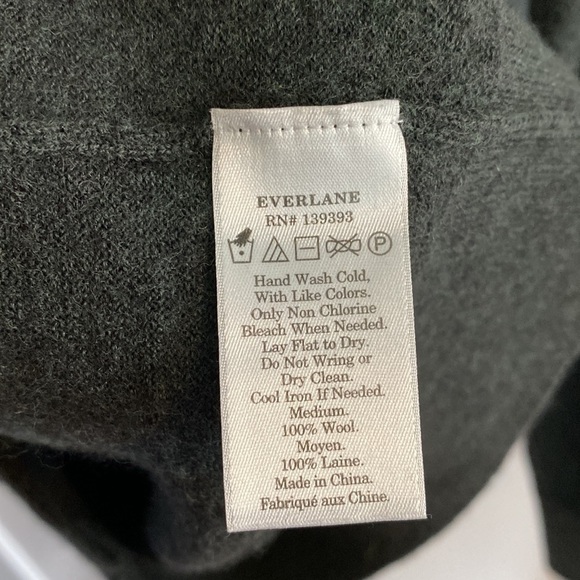 EVERLANE
RN# 139393
P
Hand Wash Cold,
With Like Colors.
Only Non Chlorine
Bleach When Needed.
Lay Flat to Dry.
Do Not Wring or
Dry Clean.
Cool Iron If Needed.
Medium.
100% Wool.
Moyen.
100% Laine.
Made in China.
Fabriqué aux Chine.